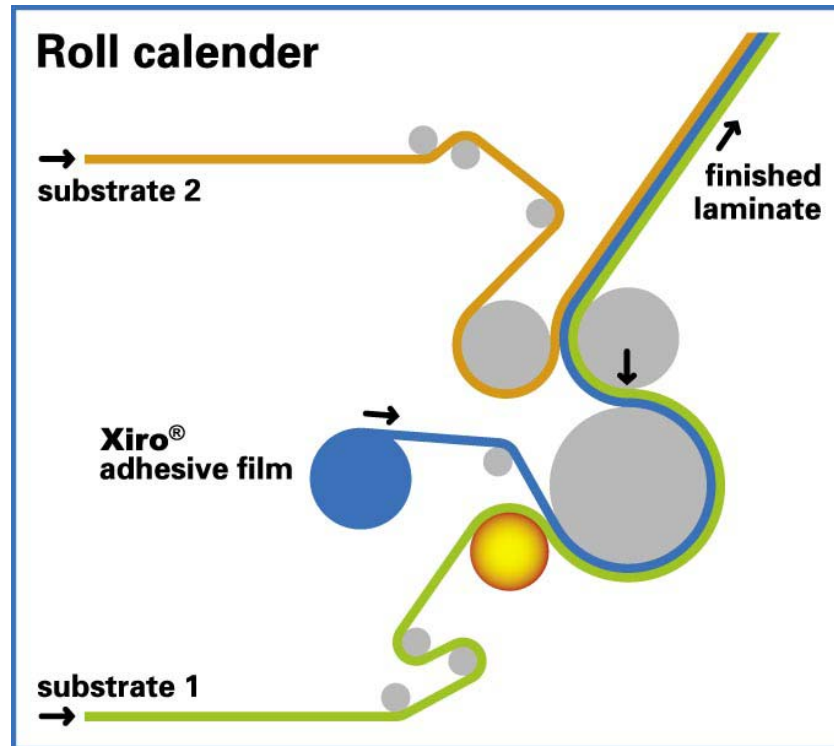 Roll calender
substrate 2
finished
laminate
Xiro®
adhesive film
substrate 1